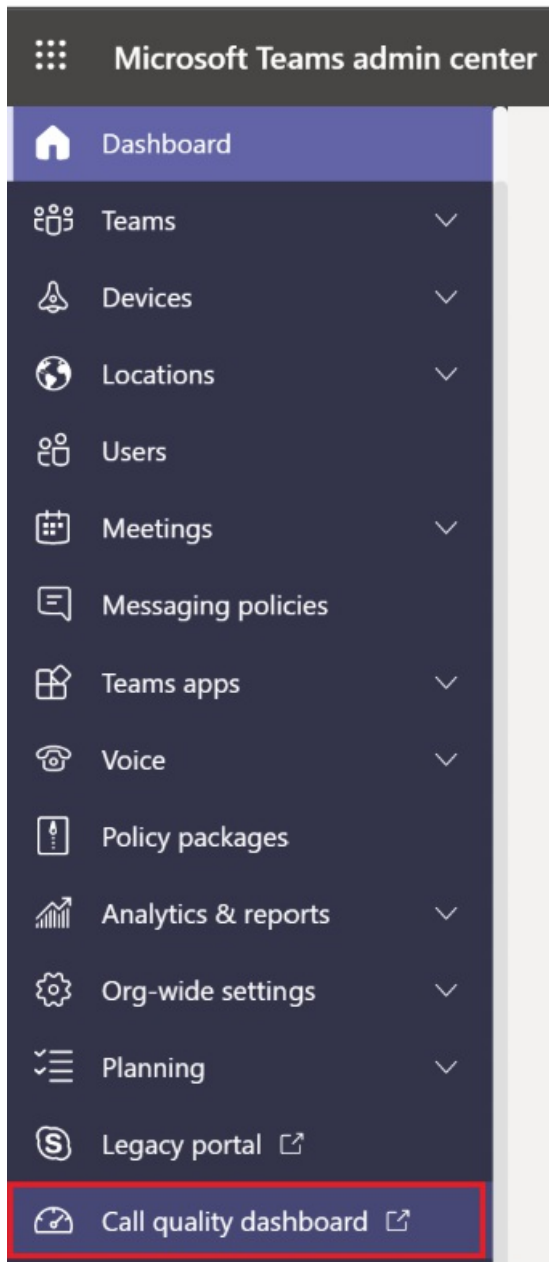 Microsoft Teams admin center
Dashboard
Teams
Devices
Locations
Users
Meetings
Messaging policies
Teams apps
Voice
Policy packages
Analytics & reports
Org-wide settings
Planning
Legacy portal
Call quality dashboard